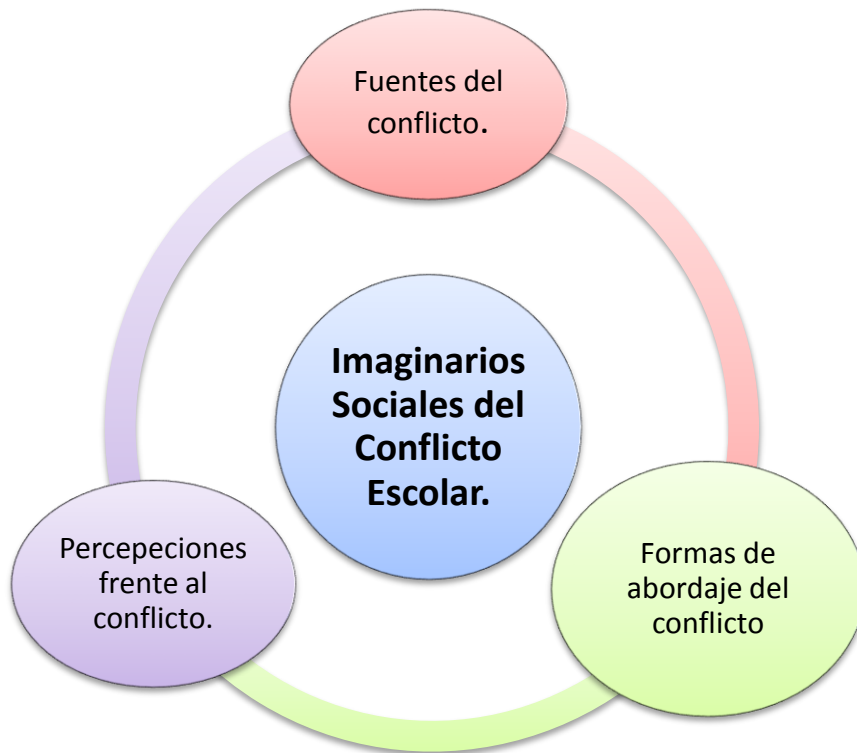 Fuentes del
conflicto.
Imaginarios
Sociales del
Conflicto
Escolar.
Percepeciones
frente al
conflicto.
Formas de
abordaje del
conflicto